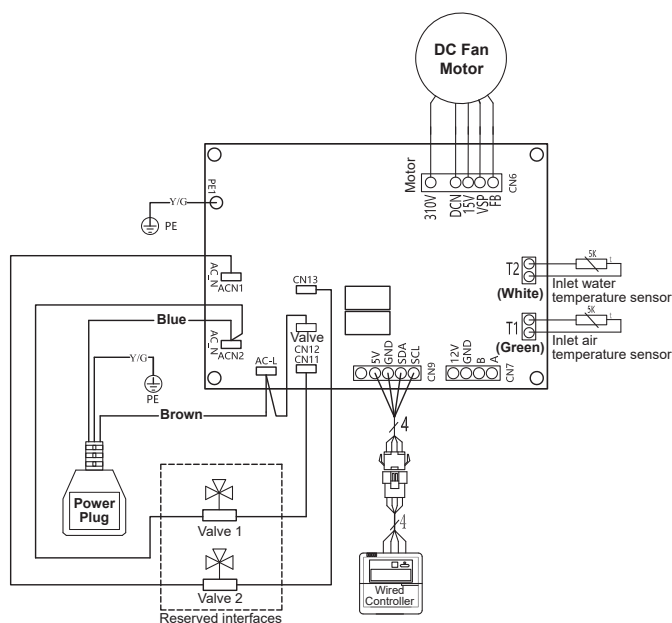 DC Fan
Motor
Motor
310V
DCN
15V
VSP
FB
CN6
PE1
Y/G
PE
AC_N
ACN1
CN13
T2
(White)
5K
Inlet water
temperature sensor
Blue
AC_N
ACN2
Valve
CN12
CN11
T1
(Green)
5K
Inlet air
temperature sensor
Y/G
PE
AC-L
5V
GND
SDA
SCL
CN9
12V
GND
B
A
CN7
Brown
4
Power
Plug
Valve 1
4
Valve 2
Wired
Controller
Reserved interfaces